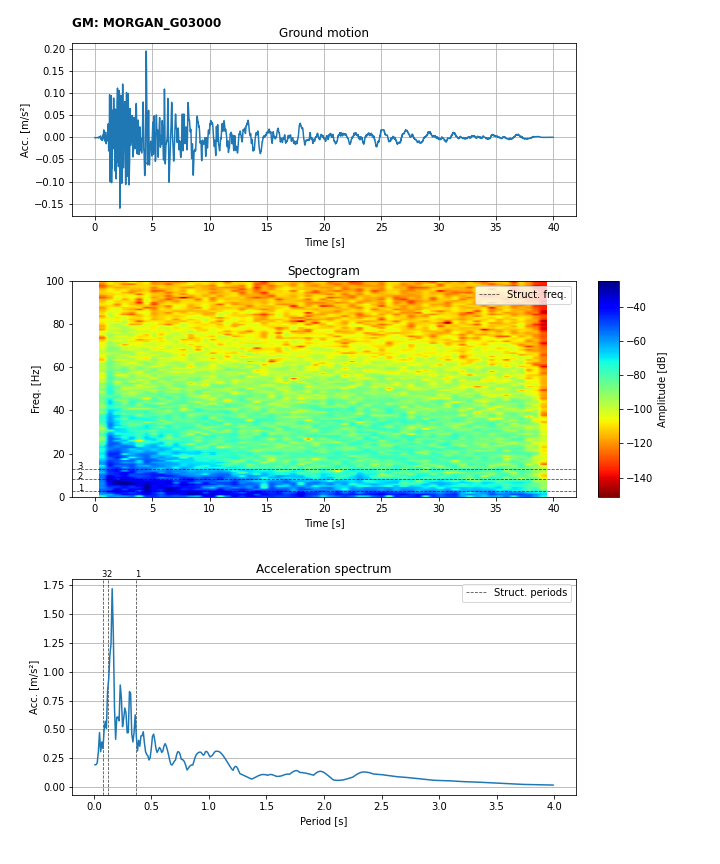 GM: MORGAN_G03000
Ground motion
0.20
0.15
0.10
0.05
0.00
−0.05
−0.10
−0.15
Acc. [m/s²]
0 5 10 15 20 25 30 35 40
Time [s]
Spectogram
100
80
60
40
20
0
Freq. [Hz]
Struct. freq.
3
2
1
0 5 10 15 20 25 30 35 40
Time [s]
−40
−60
−80
−100
−120
−140
Amplitude [dB]
Acceleration spectrum
32 1
1.75
1.50
1.25
1.00
0.75
0.50
0.25
0.00
Acc. [m/s²]
Struct. periods
0.0 0.5 1.0 1.5 2.0 2.5 3.0 3.5 4.0
Period [s]